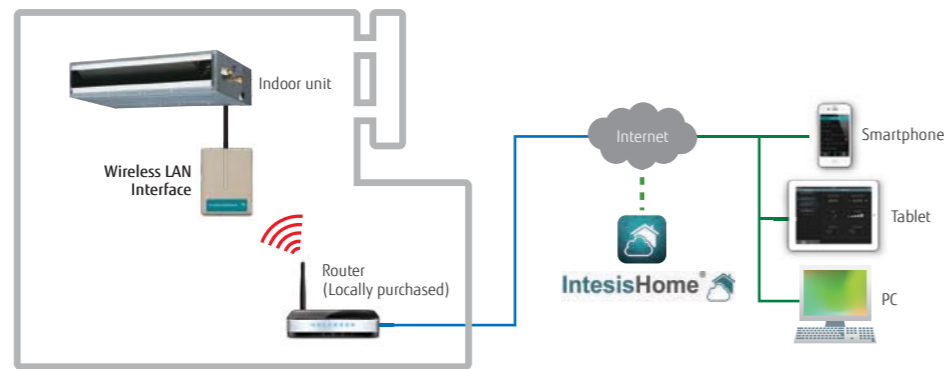 Indoor unit
Wireless LAN
Interface
Router
(Locally purchased)
Internet
IntesisHome®
Smartphone
Tablet
PC